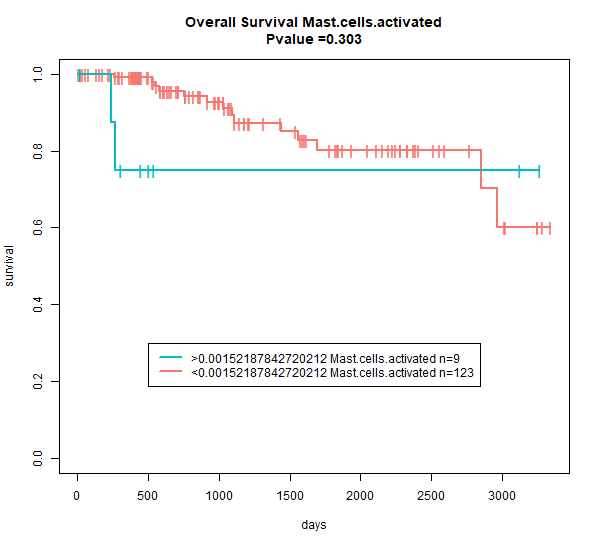 Overall Survival Mast.cells.activated
Pvalue =0.303
survival
1.0
0.8
0.6
0.4
0.2
0.0
>0.00152187842720212 Mast.cells.activated n=9
<0.00152187842720212 Mast.cells.activated n=123
0 500 1000 1500 2000 2500 3000
days